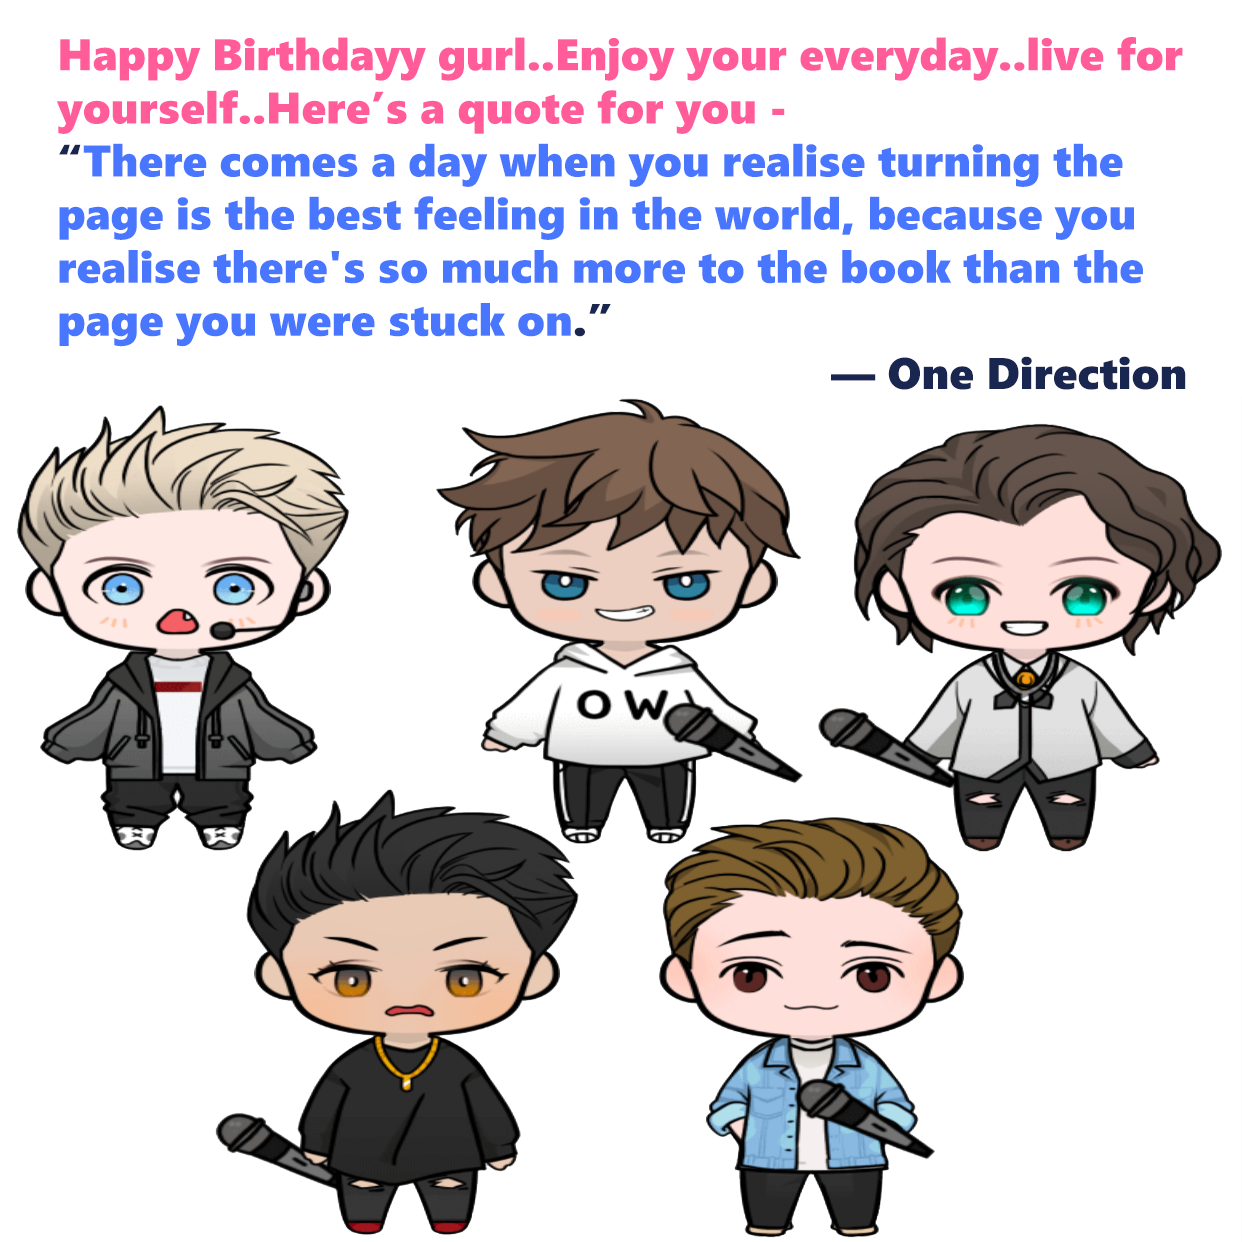 Happy Birthdayy gurl..Enjoy your everyday..live for
yourself..Here’s a quote for you -
“There comes a day when you realise turning the
page is the best feeling in the world, because you
realise there's so much more to the book than the
page you were stuck on.”
— One Direction
OW